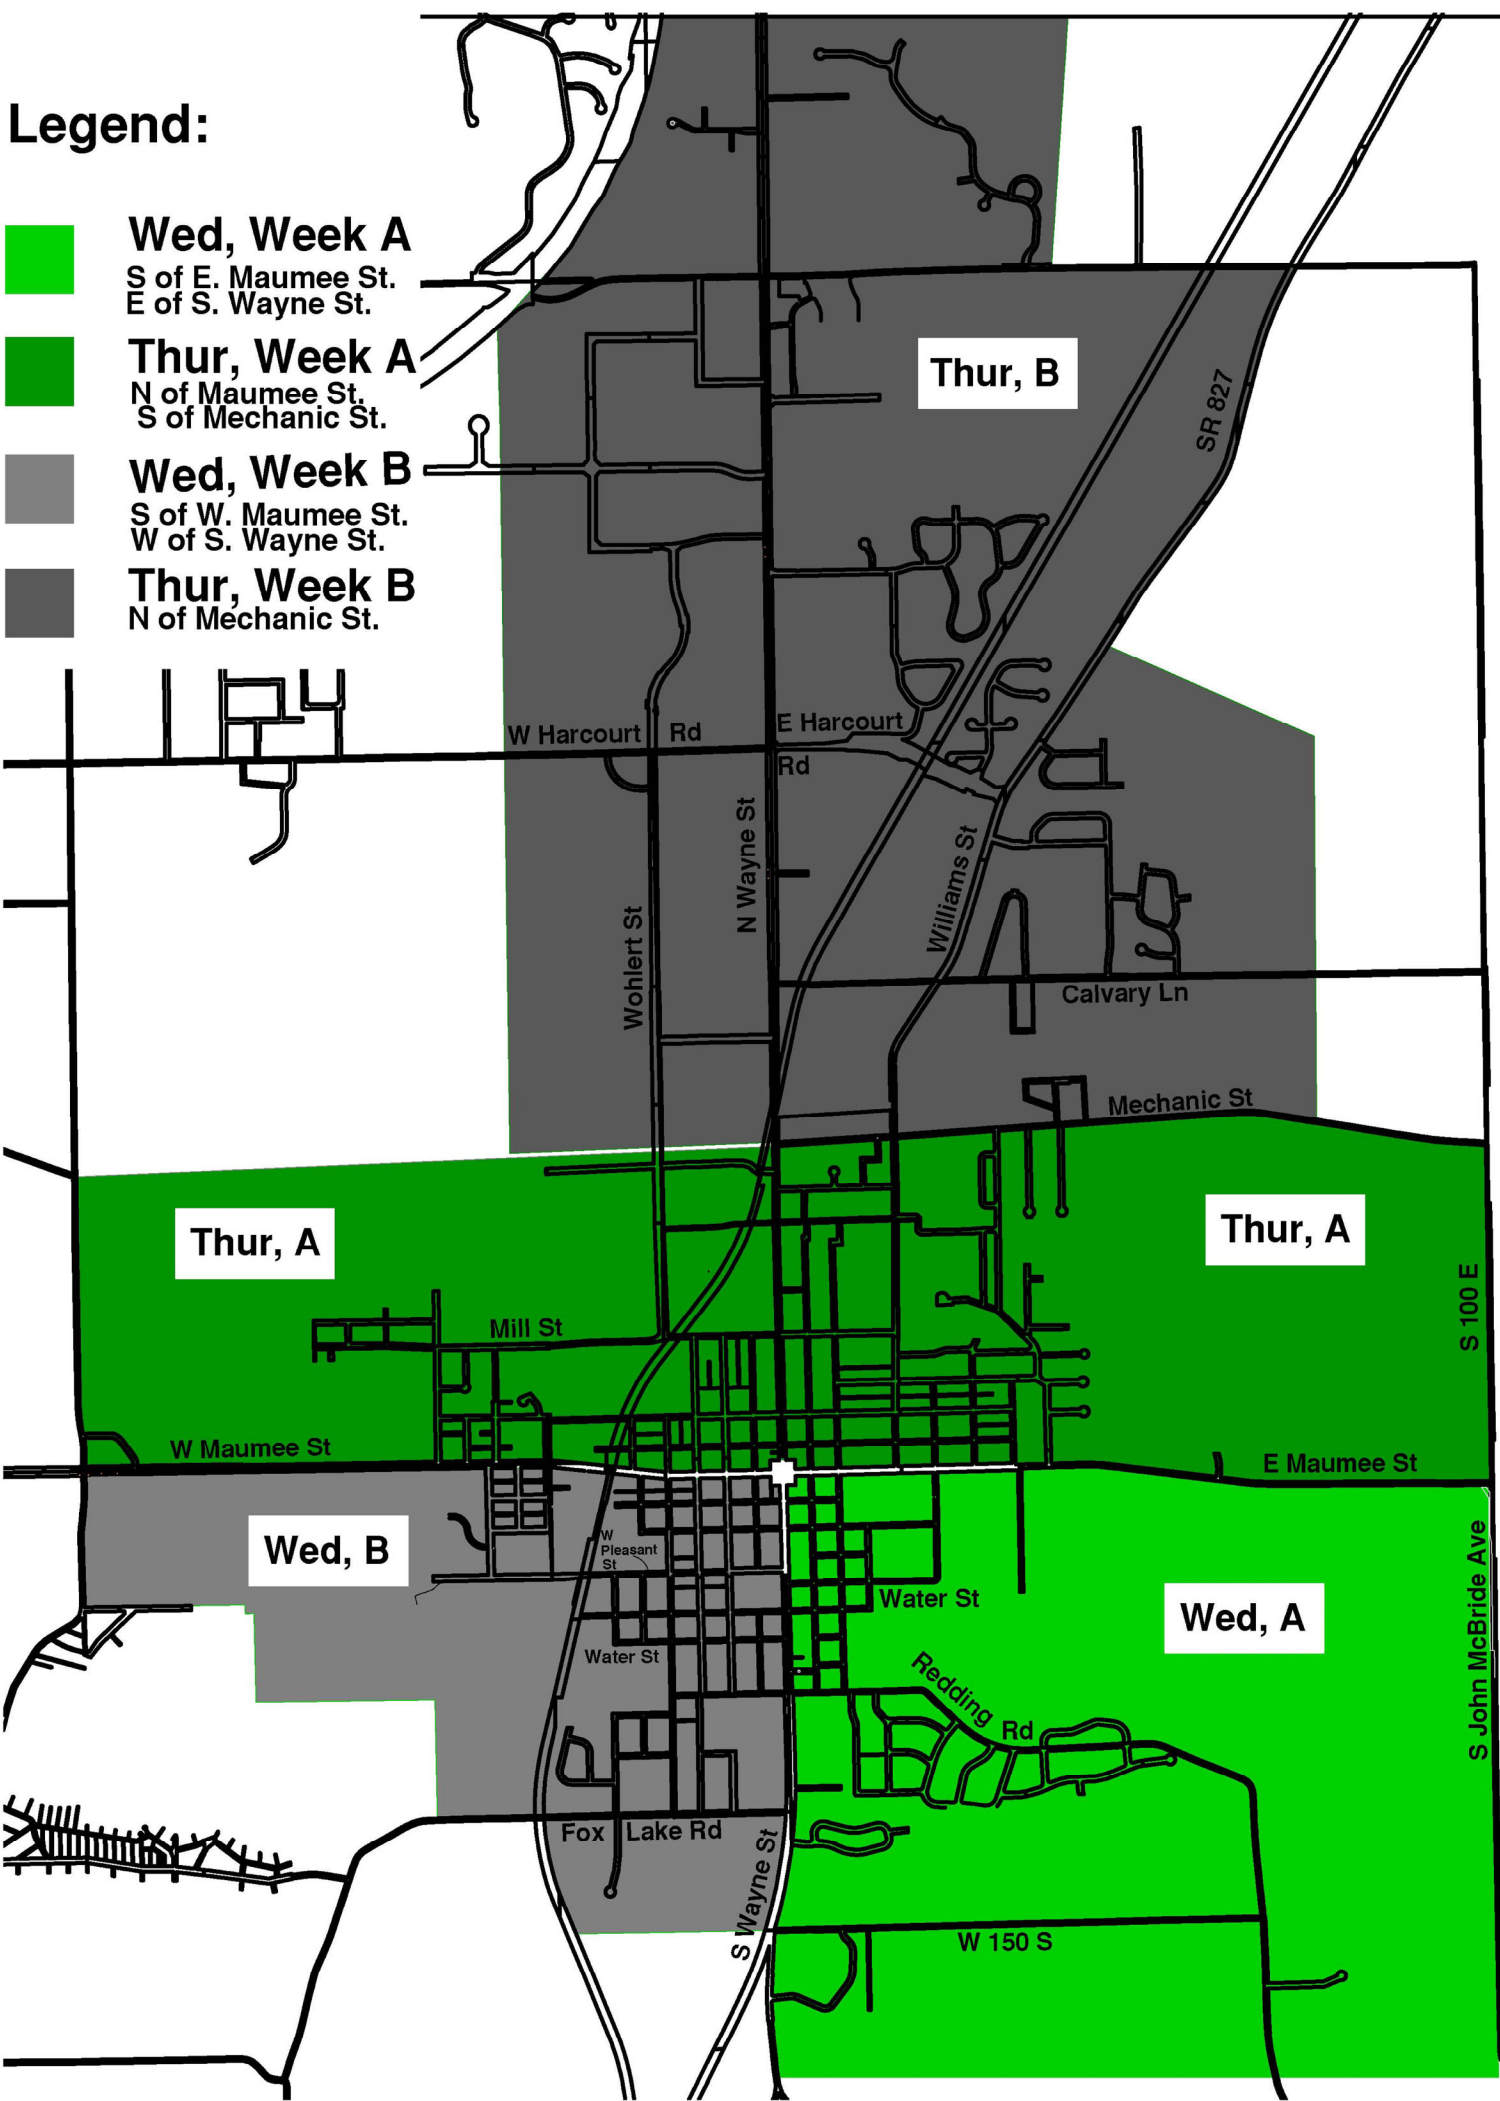 Legend:
Wed, Week A
S of E. Maumee St.
E of S. Wayne St.
Thur, Week A
N of Maumee St.
S of Mechanic St.
Wed, Week B
S of W. Maumee St.
W of S. Wayne St.
Thur, Week B
N of Mechanic St.
Thur, B
SR 827
W Harcourt Rd
E Harcourt
Rd
N Wayne St
Williams St
Wohlert St
Calvary Ln
Mechanic St
Thur, A
Thur, A
S 100 E
Mill St
W Maumee St
E Maumee St
Wed, B
W
Pleasant
St
Water St
Wed, A
S John McBride Ave
Water St
Redding Rd
Fox Lake Rd
S Wayne St
W 150 S